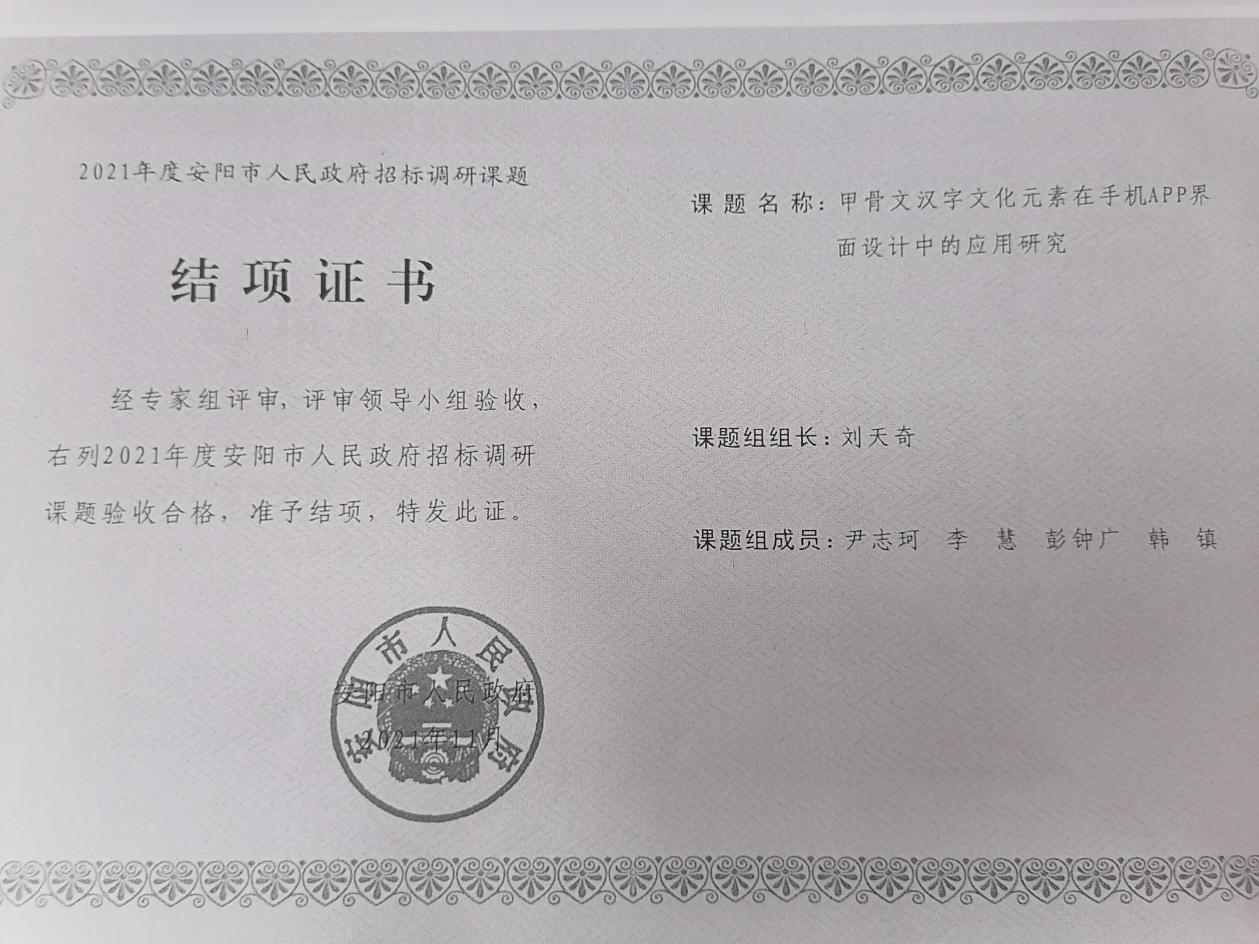 2021年度安阳市人民政府招标调研课题
结项证书
经专家组评审,评审领导小组验收,
右列2021年度安阳市人民政府招标调研
课题验收合格,准予结项,特发此证。
安阳市人民政府
安阳市人民政府
2021年11月
课题名称:甲骨文汉字文化元素在手机APP界
面设计中的应用研究
课题组组长:刘天奇
课题组成员:尹志珂 李 慧 彭钟广 韩 镇